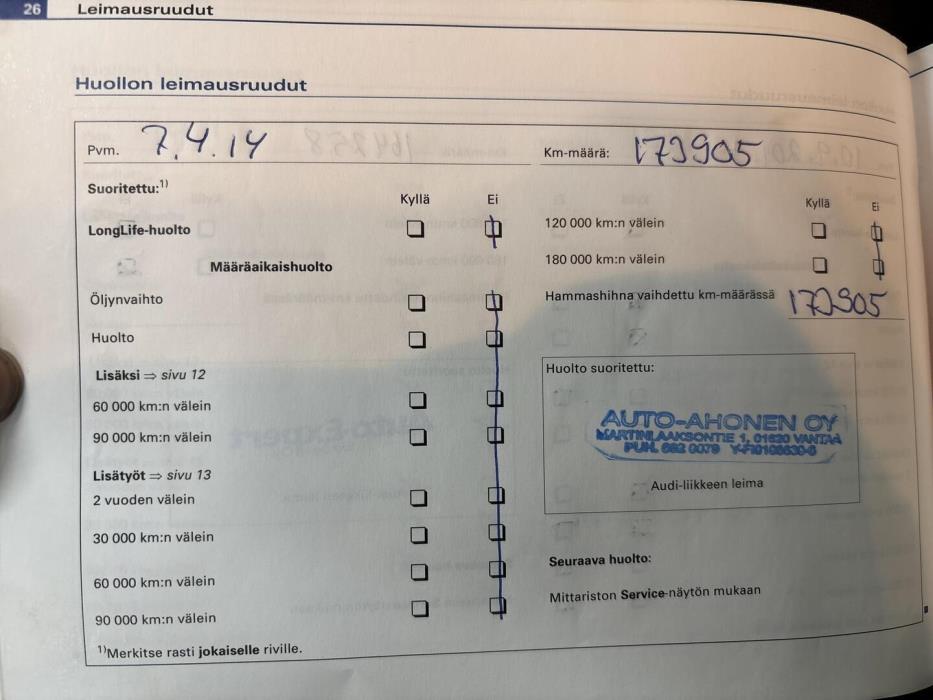 26 Leimausruudut
Huollon leimausruudut
Pvm. 7.4.14
Km-määrä: 179905
Suoritettu:1)
Kyllä Ei
LongLife-huolto
Määräaikaishuolto
Öljynvaihto
Huolto
Lisäksi ⇒ sivu 12
60 000 km:n välein
90 000 km:n välein
Lisätyöt ⇒ sivu 13
2 vuoden välein
30 000 km:n välein
60 000 km:n välein
90 000 km:n välein
1)Merkitse rasti jokaiselle riville.
Kyllä Ei
120 000 km:n välein
180 000 km:n välein
Hammashihna vaihdettu km-määrässä 179905
Huolto suoritettu:
AUTO-AHONEN OY
MARTINLAAKSONTIE 1, 01620 VANTAA
PUH.
Audi-liikkeen leima
Seuraava huolto:
Mittariston Service-näytön mukaan